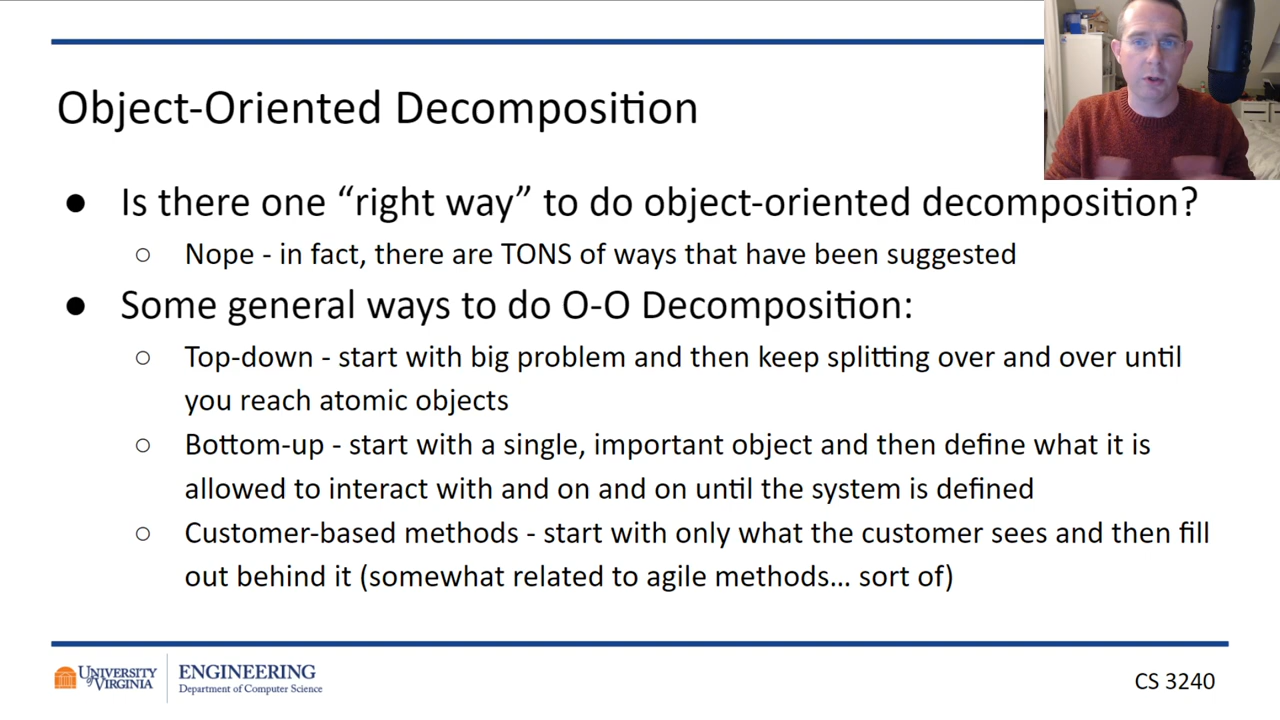 Object-Oriented Decomposition
● Is there one “right way” to do object-oriented decomposition?
○ Nope - in fact, there are TONS of ways that have been suggested
● Some general ways to do O-O Decomposition:
○ Top-down - start with big problem and then keep splitting over and over until
you reach atomic objects
○ Bottom-up - start with a single, important object and then define what it is
allowed to interact with and on and on until the system is defined
○ Customer-based methods - start with only what the customer sees and then fill
out behind it (somewhat related to agile methods... sort of)
UNIVERSITY
of VIRGINIA
ENGINEERING
Department of Computer Science
CS 3240